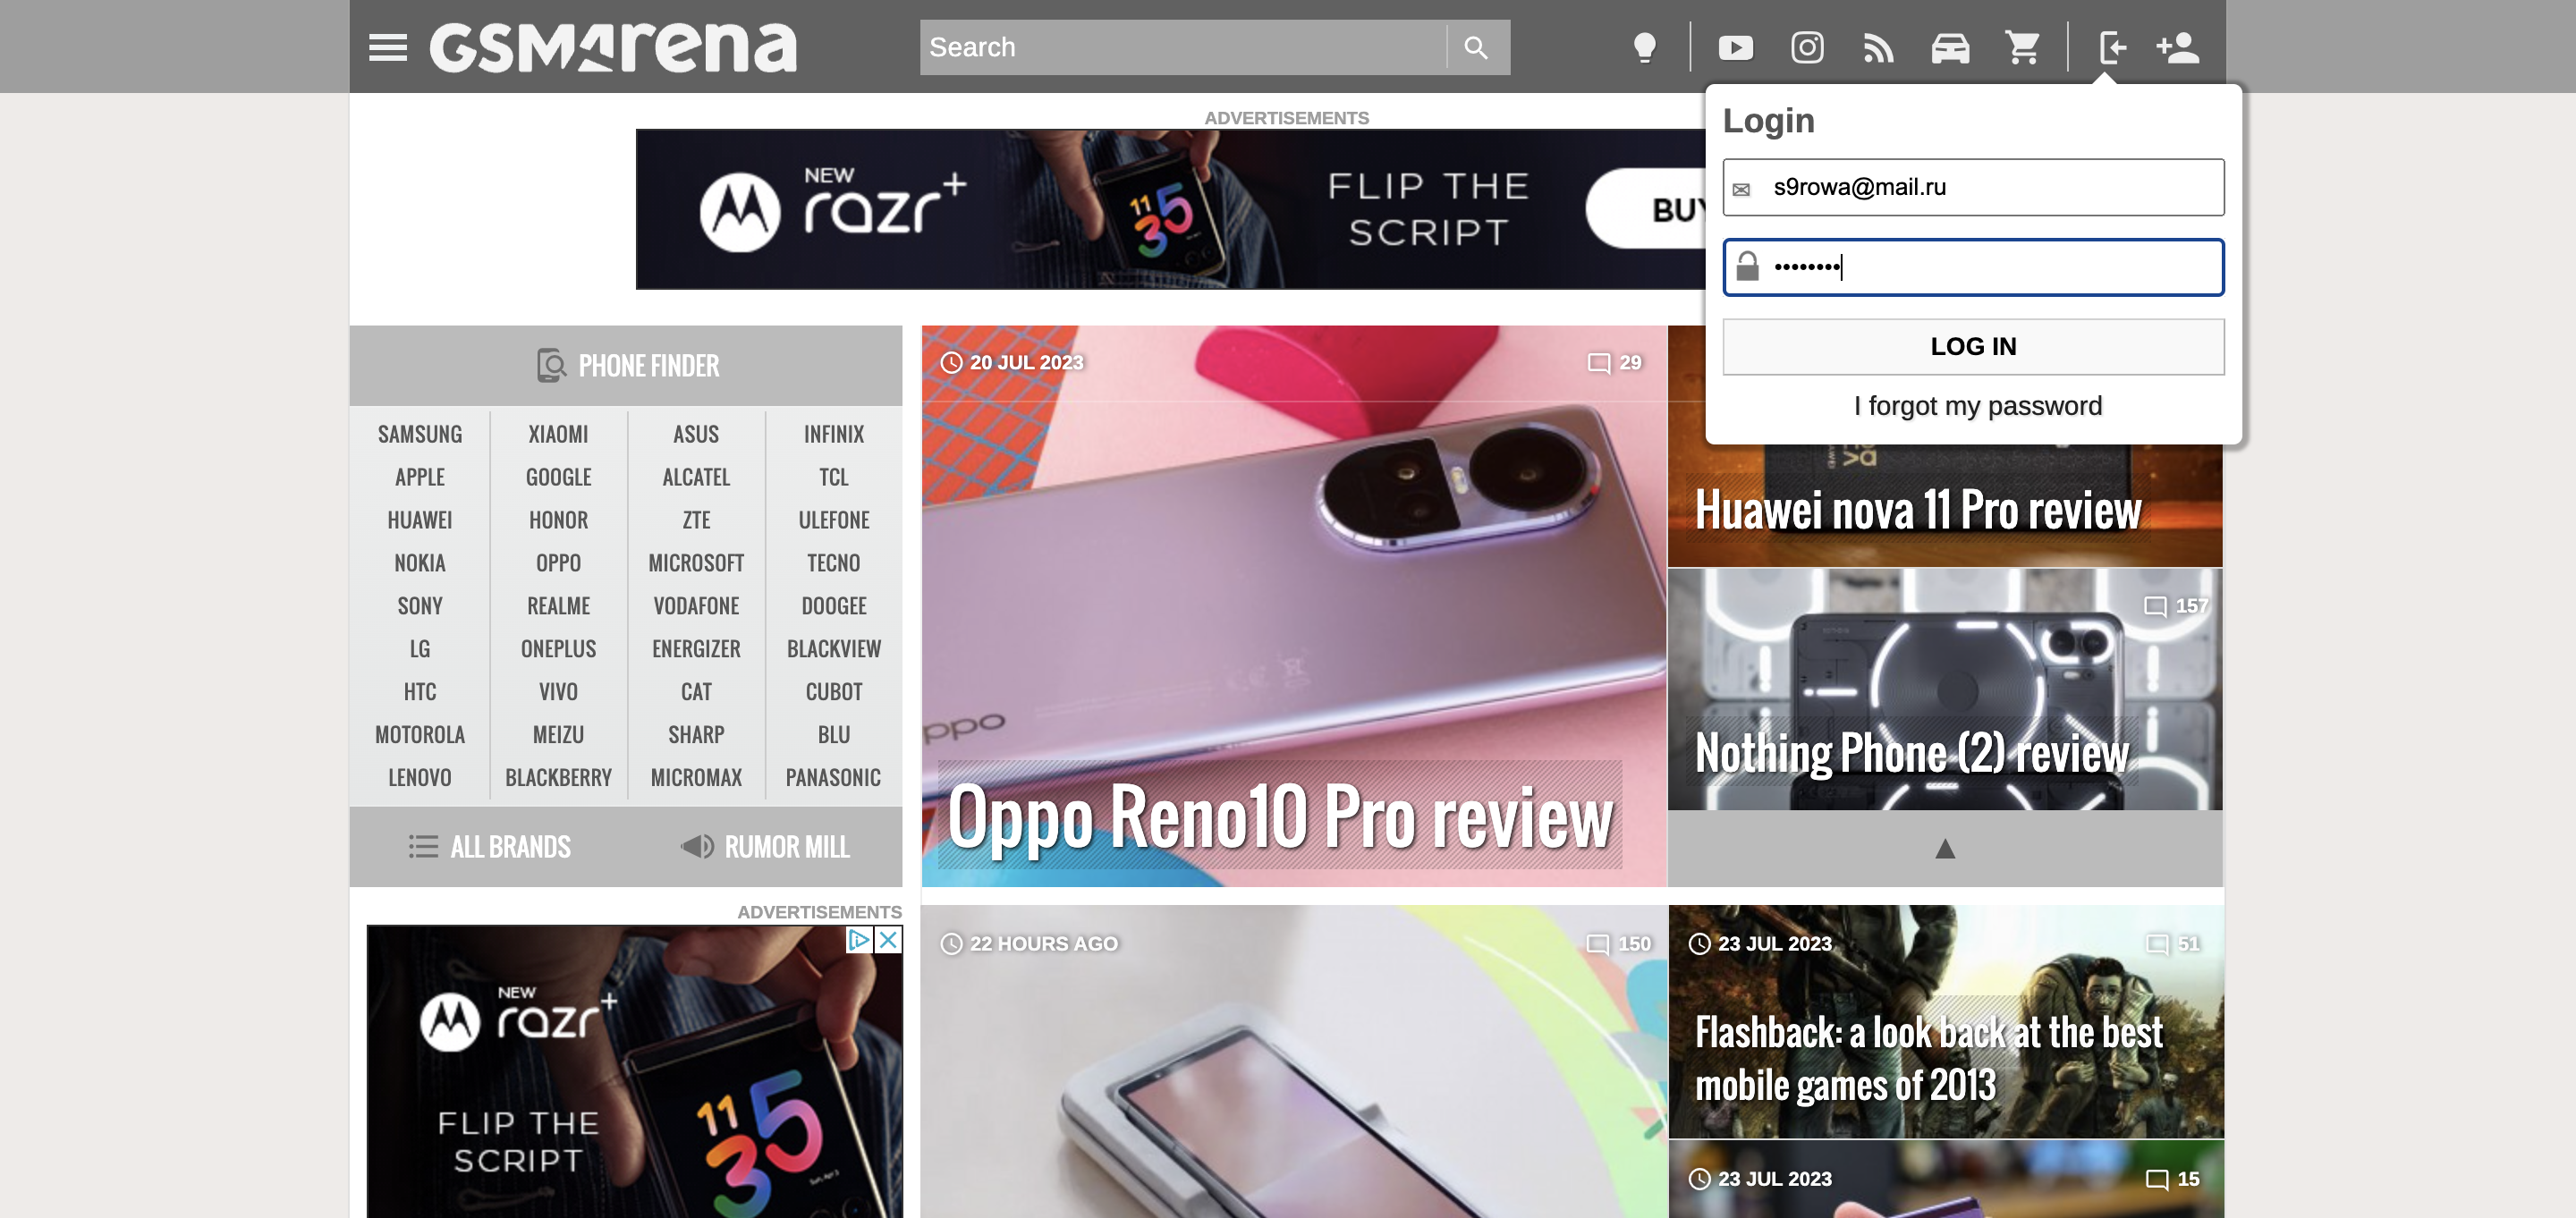 GSMArena
Search
Login
s9rowa@mail.ru
••••••••
LOG IN
I forgot my password
ADVERTISEMENTS
NEW
razr+
11
35
FLIP THE
SCRIPT
PHONE FINDER
SAMSUNG XIAOMI ASUS INFINIX
APPLE GOOGLE ALCATEL TCL
HUAWEI HONOR ZTE ULEFONE
NOKIA OPPO MICROSOFT TECNO
SONY REALME VODAFONE DOOGEE
LG ONEPLUS ENERGIZER BLACKVIEW
HTC VIVO CAT CUBOT
MOTOROLA MEIZU SHARP BLU
LENOVO BLACKBERRY MICROMAX PANASONIC
ALL BRANDS RUMOR MILL
20 JUL 2023 29
oppo
Oppo Reno10 Pro review
Huawei nova 11 Pro review
157
Nothing Phone (2) review
ADVERTISEMENTS
NEW
razr+
11
35
FLIP THE
SCRIPT
22 HOURS AGO 150
23 JUL 2023 51
Flashback: a look back at the best
mobile games of 2013
23 JUL 2023 15